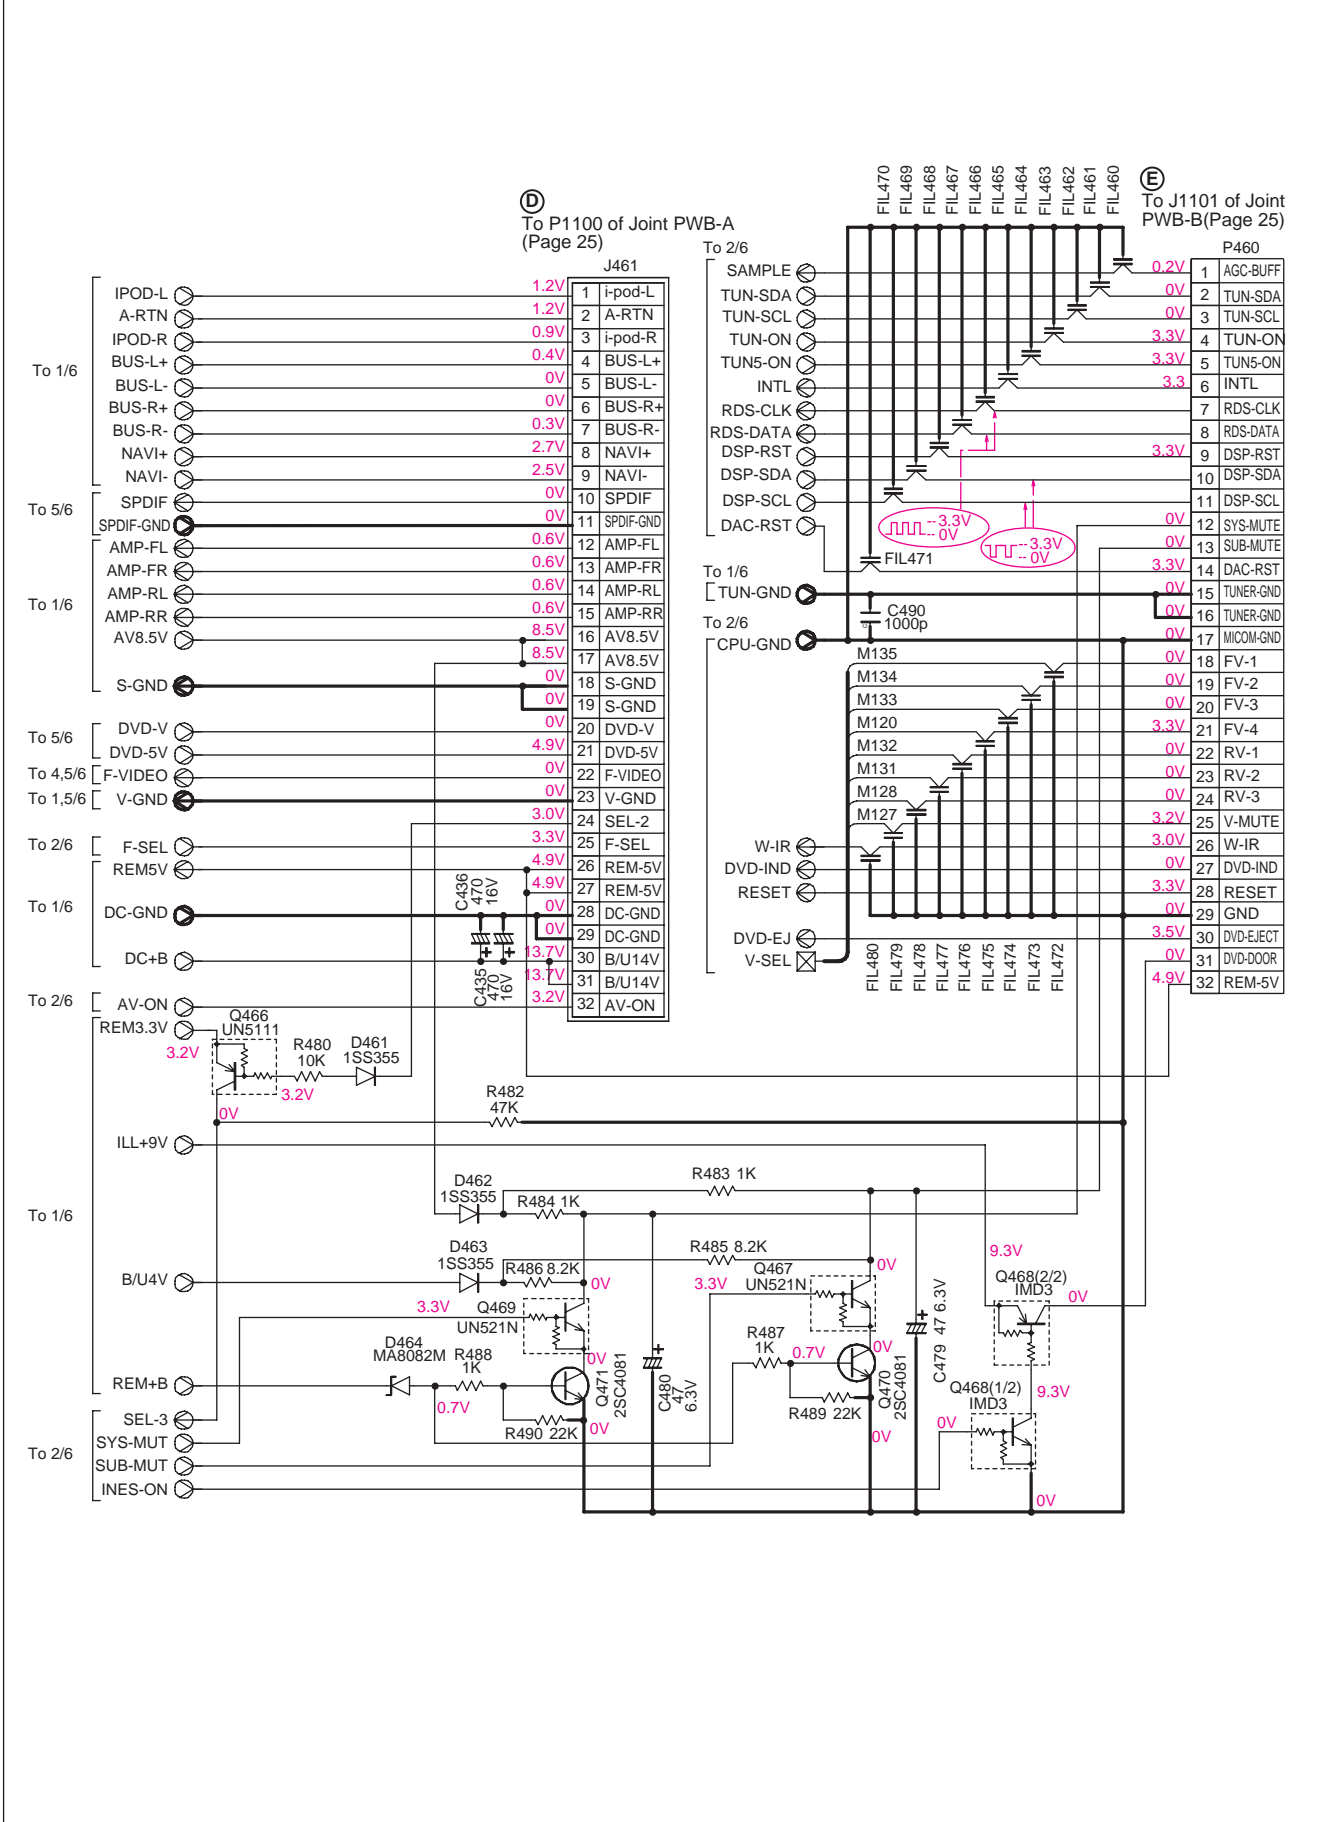 D
To P1100 of Joint PWB-A
(Page 25)
J461
To 1/6
IPOD-L 1.2V 1 i-pod-L
A-RTN 1.2V 2 A-RTN
IPOD-R 0.9V 3 i-pod-R
BUS-L+ 0.4V 4 BUS-L+
BUS-L- 0V 5 BUS-L-
BUS-R+ 0V 6 BUS-R+
BUS-R- 0.3V 7 BUS-R-
NAVI+ 2.7V 8 NAVI+
NAVI- 2.5V 9 NAVI-
To 5/6
SPDIF 0V 10 SPDIF
SPDIF-GND 0V 11 SPDIF-GND
To 1/6
AMP-FL 0.6V 12 AMP-FL
AMP-FR 0.6V 13 AMP-FR
AMP-RL 0.6V 14 AMP-RL
AMP-RR 0.6V 15 AMP-RR
AV8.5V 8.5V 16 AV8.5V
8.5V 17 AV8.5V
S-GND 0V 18 S-GND
0V 19 S-GND
To 5/6
DVD-V 0V 20 DVD-V
DVD-5V 4.9V 21 DVD-5V
To 4,5/6 F-VIDEO 0V 22 F-VIDEO
To 1,5/6 V-GND 0V 23 V-GND
3.0V 24 SEL-2
To 2/6 F-SEL 3.3V 25 F-SEL
To 1/6
REM5V 4.9V 26 REM-5V
4.9V 27 REM-5V
DC-GND 0V 28 DC-GND
0V 29 DC-GND
DC+B 13.7V 30 B/U14V
13.7V 31 B/U14V
To 2/6 AV-ON 3.2V 32 AV-ON
C436
470
16V
C435
470
16V
FIL470
FIL469
FIL468
FIL467
FIL466
FIL465
FIL464
FIL463
FIL462
FIL461
FIL460
E
To J1101 of Joint
PWB-B(Page 25)
P460
To 2/6
SAMPLE 0.2V 1 AGC-BUFF
TUN-SDA 0V 2 TUN-SDA
TUN-SCL 0V 3 TUN-SCL
TUN-ON 3.3V 4 TUN-ON
TUN5-ON 3.3V 5 TUN5-ON
INTL 3.3 6 INTL
RDS-CLK 7 RDS-CLK
RDS-DATA 8 RDS-DATA
DSP-RST 3.3V 9 DSP-RST
DSP-SDA 10 DSP-SDA
DSP-SCL 11 DSP-SCL
3.3V
0V
3.3V
0V
0V 12 SYS-MUTE
0V 13 SUB-MUTE
DAC-RST FIL471 3.3V 14 DAC-RST
To 1/6
TUN-GND 0V 15 TUNER-GND
0V 16 TUNER-GND
C490
1000p
To 2/6
CPU-GND 0V 17 MICOM-GND
M135 0V 18 FV-1
M134 0V 19 FV-2
M133 0V 20 FV-3
M120 3.3V 21 FV-4
M132 0V 22 RV-1
M131 0V 23 RV-2
M128 0V 24 RV-3
M127 3.2V 25 V-MUTE
W-IR 3.0V 26 W-IR
DVD-IND 0V 27 DVD-IND
RESET 3.3V 28 RESET
0V 29 GND
DVD-EJ 3.5V 30 DVD-EJECT
V-SEL 0V 31 DVD-DOOR
4.9V 32 REM-5V
FIL480
FIL479
FIL478
FIL477
FIL476
FIL475
FIL474
FIL473
FIL472
To 1/6
REM3.3V
3.2V
Q466
UN5111
R480
10K
D461
1SS355
3.2V
0V
R482
47K
ILL+9V
D462
1SS355
R484 1K
R483 1K
B/U4V
D463
1SS355
R486 8.2K
R485 8.2K
0V
0V
3.3V
Q469
UN521N
3.3V
Q467
UN521N
9.3V
Q468(2/2)
IMD3
0V
D464
MA8082M
R488
1K
0V
R487
1K
0.7V
0V
C479 47 6.3V
REM+B
0.7V
Q471
2SC4081
C480
47
6.3V
Q470
2SC4081
R490 22K
0V
R489 22K
0V
Q468(1/2)
IMD3
9.3V
0V
0V
To 2/6
SEL-3
SYS-MUT
SUB-MUT
INES-ON